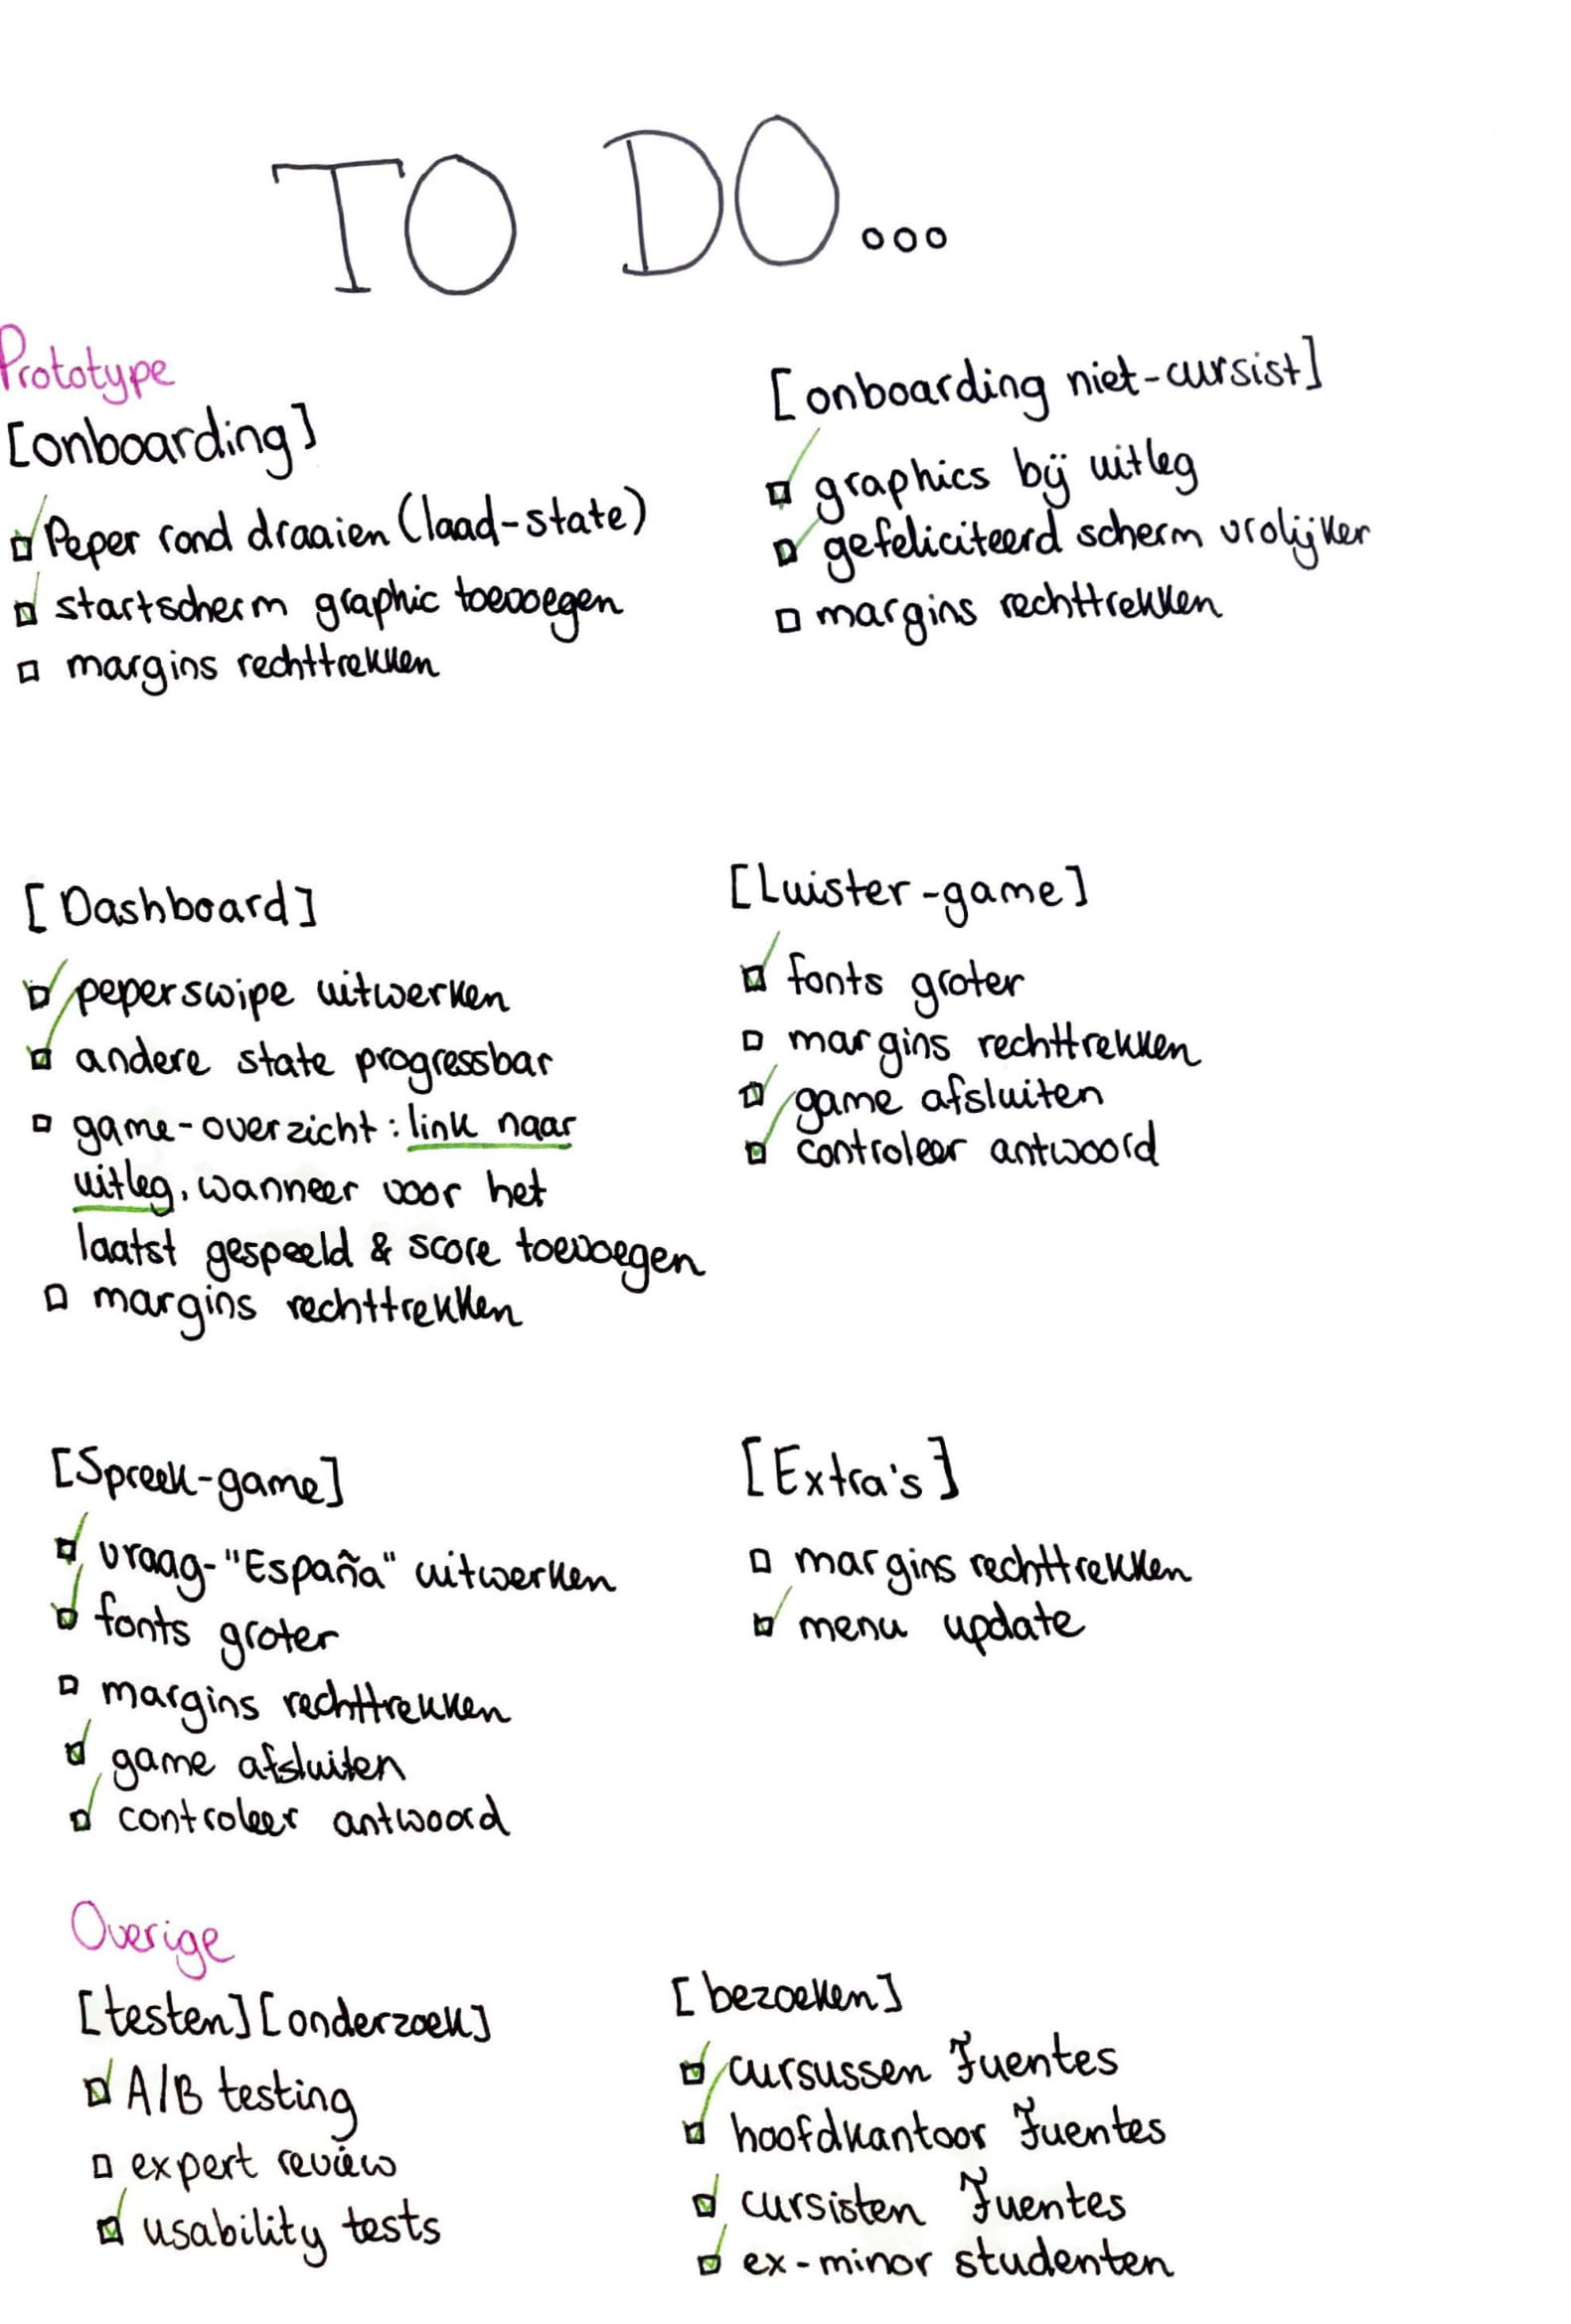 TO DO...
Prototype
[onboarding]
Peper rond draaien (laad-state)
startscherm graphic toevoegen
margins rechttrekken
[onboarding niet-cursist]
graphics bij uitleg
gefeliciteerd scherm vrolijker
margins rechttrekken
[Dashboard]
peperswipe uitwerken
andere state progressbar
game-overzicht: link naar
uitleg, wanneer voor het
laatst gespeeld & score toevoegen
margins rechttrekken
[Luister-game]
fonts groter
margins rechttrekken
game afsluiten
controleer antwoord
[Spreek-game]
vraag-"España" uitwerken
fonts groter
margins rechttrekken
game afsluiten
controleer antwoord
[Extra's]
margins rechttrekken
menu update
Overige
[testen][onderzoek]
A/B testing
expert review
usability tests
[bezoeken]
cursussen Fuentes
hoofdkantoor Fuentes
cursisten Fuentes
ex-minor studenten